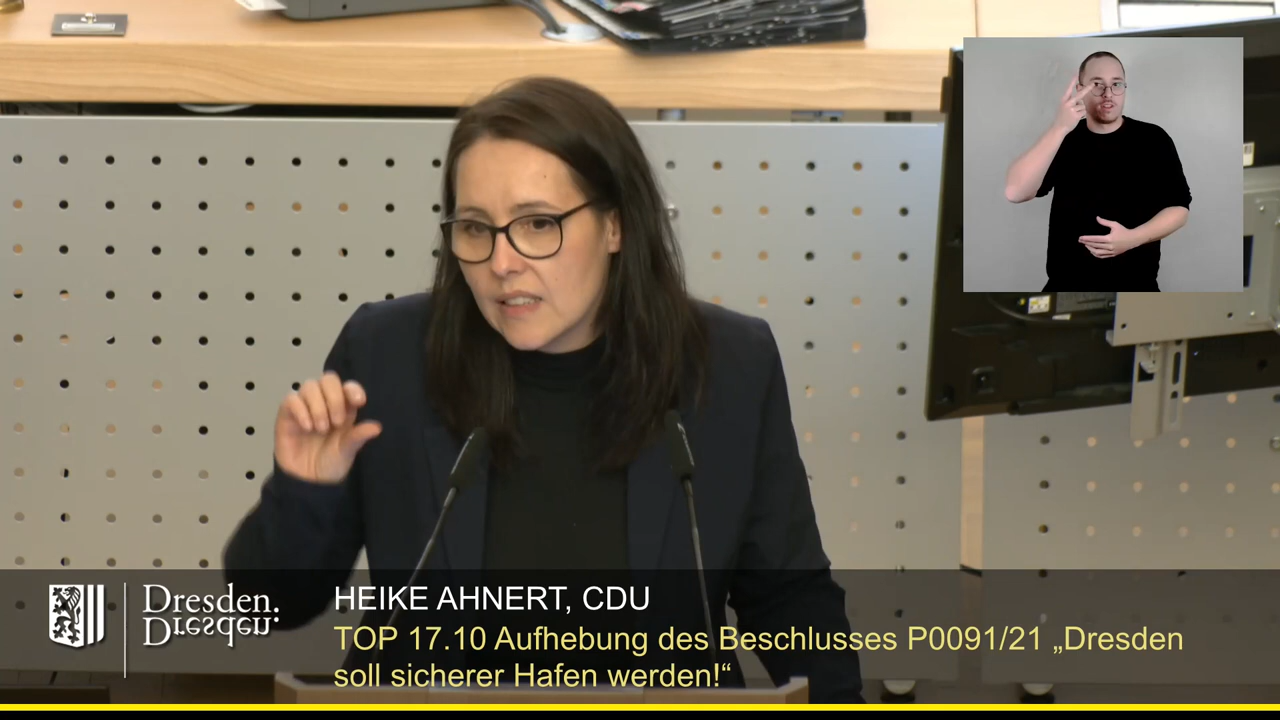 Dresden.
Dresden.
HEIKE AHNERT, CDU
TOP 17.10 Aufhebung des Beschlusses P0091/21 „Dresden
soll sicherer Hafen werden!“